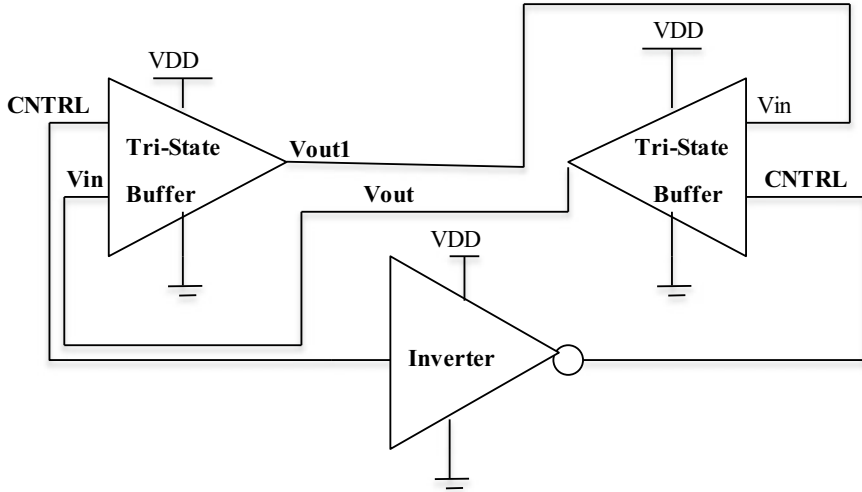 VDD
VDD
CNTRL
Vin
Tri-State
Vout1
Tri-State
Vin
Vout
CNTRL
Buffer
Buffer
VDD
Inverter